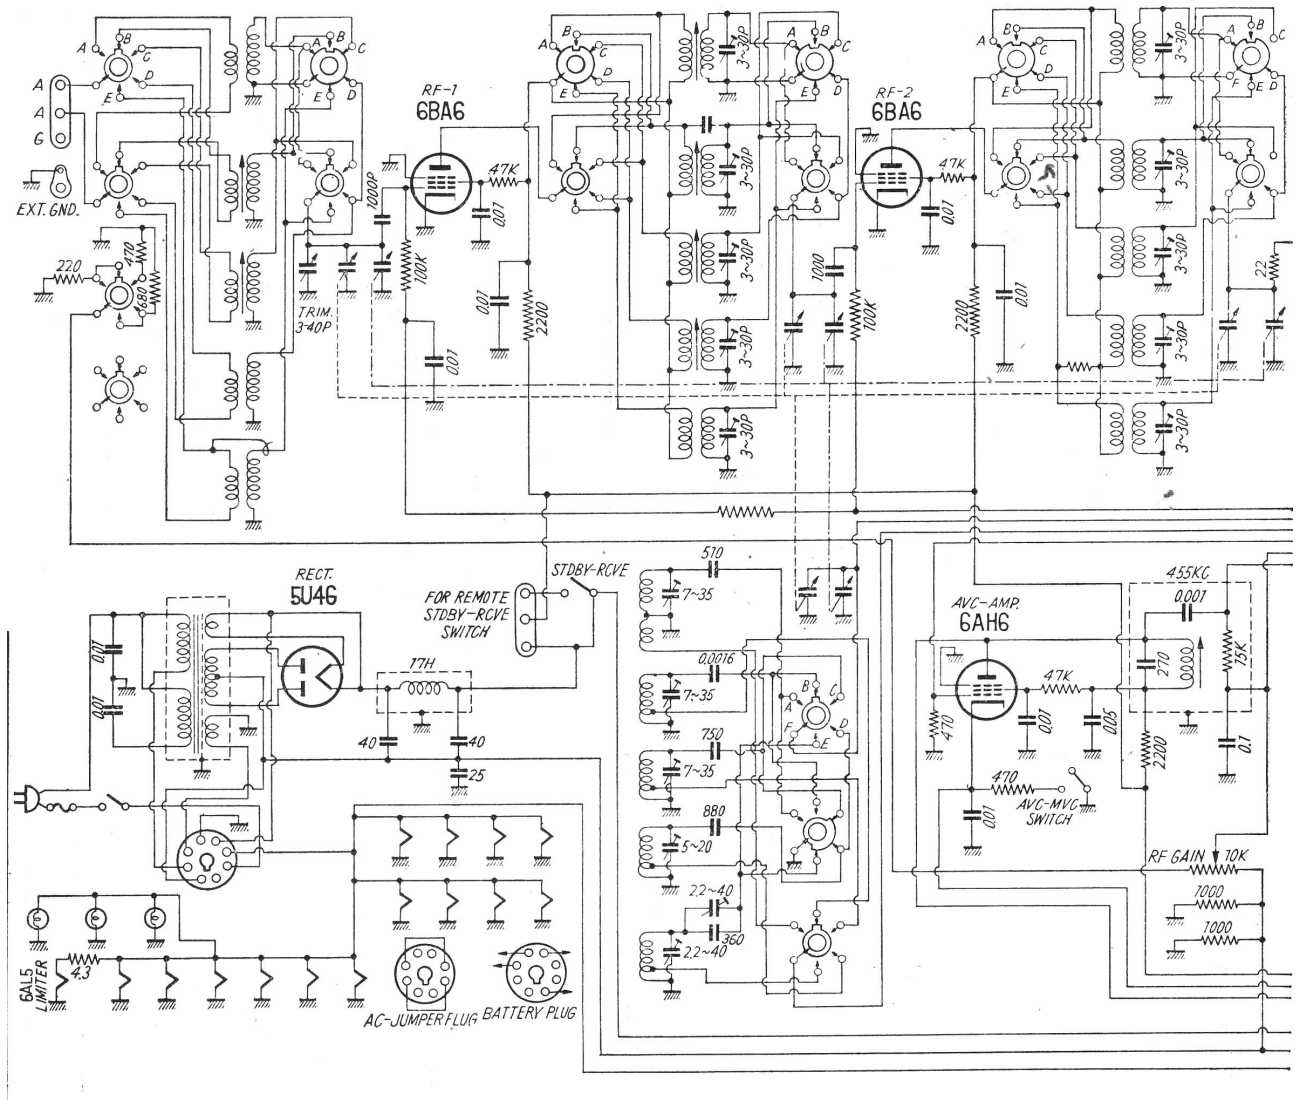 A B C D E
A B C D E
A
A
G
EXT. GND.
220
470
680
TRIM.
3-40P
1000P
RF-1
6BA6
100K
0.01
0.01
47K
0.01
2200
A B C D E
3~30P
3~30P
3~30P
3~30P
3~30P
A B C D E
RF-2
6BA6
1000
100K
47K
0.01
2200
0.01
A B C D E
3~30P
3~30P
3~30P
3~30P
3~30P
A B C D E F
22
RECT.
5U4G
0.01
0.01
17H
40
40
25
FOR REMOTE
STDBY-RCVE
SWITCH
STDBY-RCVE
510
7~35
0.0016
7~35
750
7~35
880
5~20
2.2~40
360
2.2~40
A B C D E F
AVC-AMP.
6AH6
470
47K
0.01
0.05
455KC
0.001
270
15K
2200
0.1
0.01
470
AVC-MVC
SWITCH
RF GAIN 10K
1000
1000
6AL5
LIMITER
4.3
AC-JUMPER FLUG
BATTERY PLUG